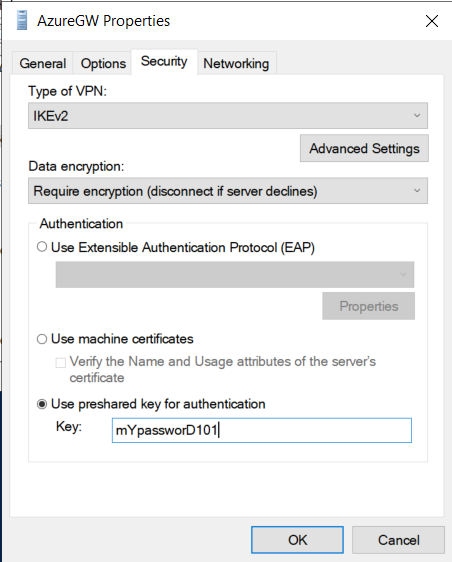 AzureGW Properties
General Options Security Networking
Type of VPN:
IKEv2
Advanced Settings
Data encryption:
Require encryption (disconnect if server declines)
Authentication
Use Extensible Authentication Protocol (EAP)
Properties
Use machine certificates
Verify the Name and Usage attributes of the server's
certificate
Use preshared key for authentication
Key: mYpassworD101
OK Cancel